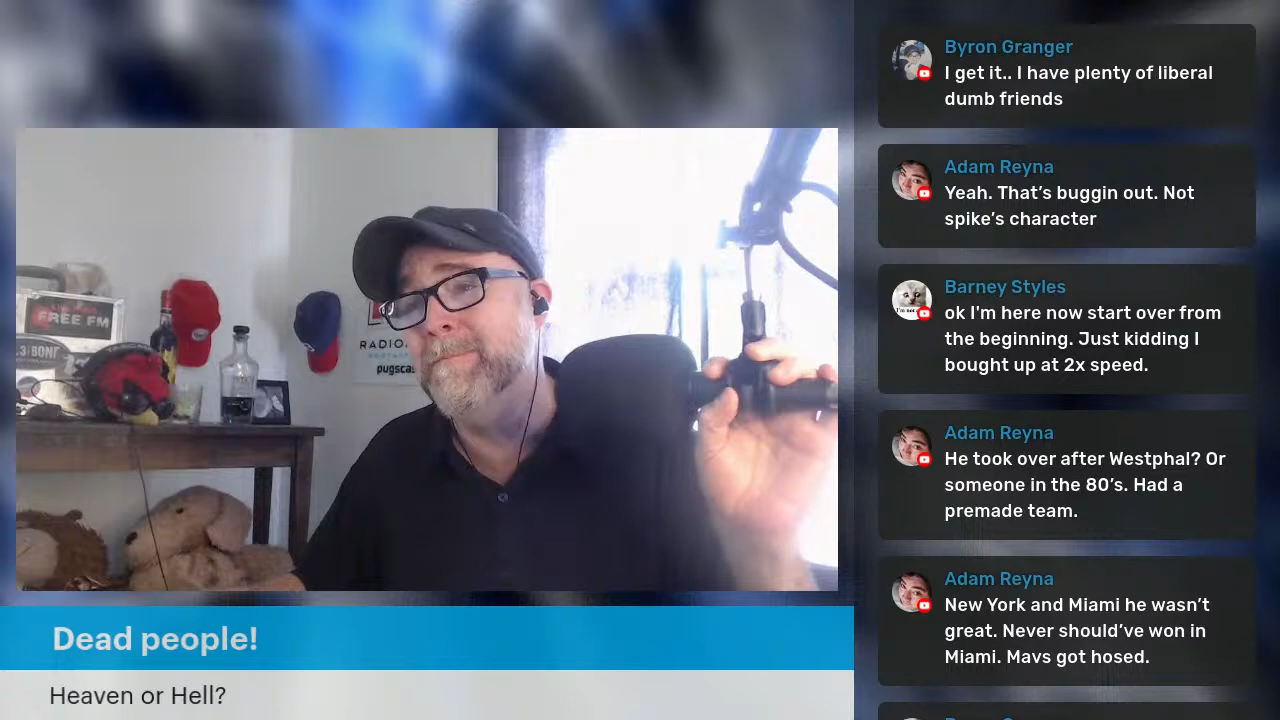 Byron Granger
I get it.. I have plenty of liberal
dumb friends
Adam Reyna
Yeah. That’s buggin out. Not
spike’s character
Barney Styles
ok I'm here now start over from
the beginning. Just kidding I
bought up at 2x speed.
Adam Reyna
He took over after Westphal? Or
someone in the 80’s. Had a
premade team.
Adam Reyna
New York and Miami he wasn’t
great. Never should’ve won in
Miami. Mavs got hosed.
FREE FM
BONE
RADIO
pugscas
Dead people!
Heaven or Hell?